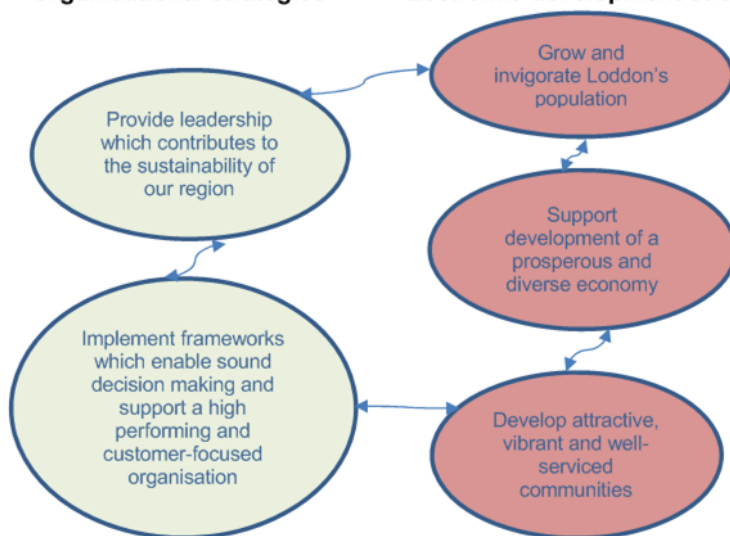 Grow and
invigorate Loddon's
population
Provide leadership
which contributes to
the sustainability of
our region
Support
development of a
prosperous and
diverse economy
Implement frameworks
which enable sound
decision making and
support a high
performing and
customer-focused
organisation
Develop attractive,
vibrant and well-
serviced
communities